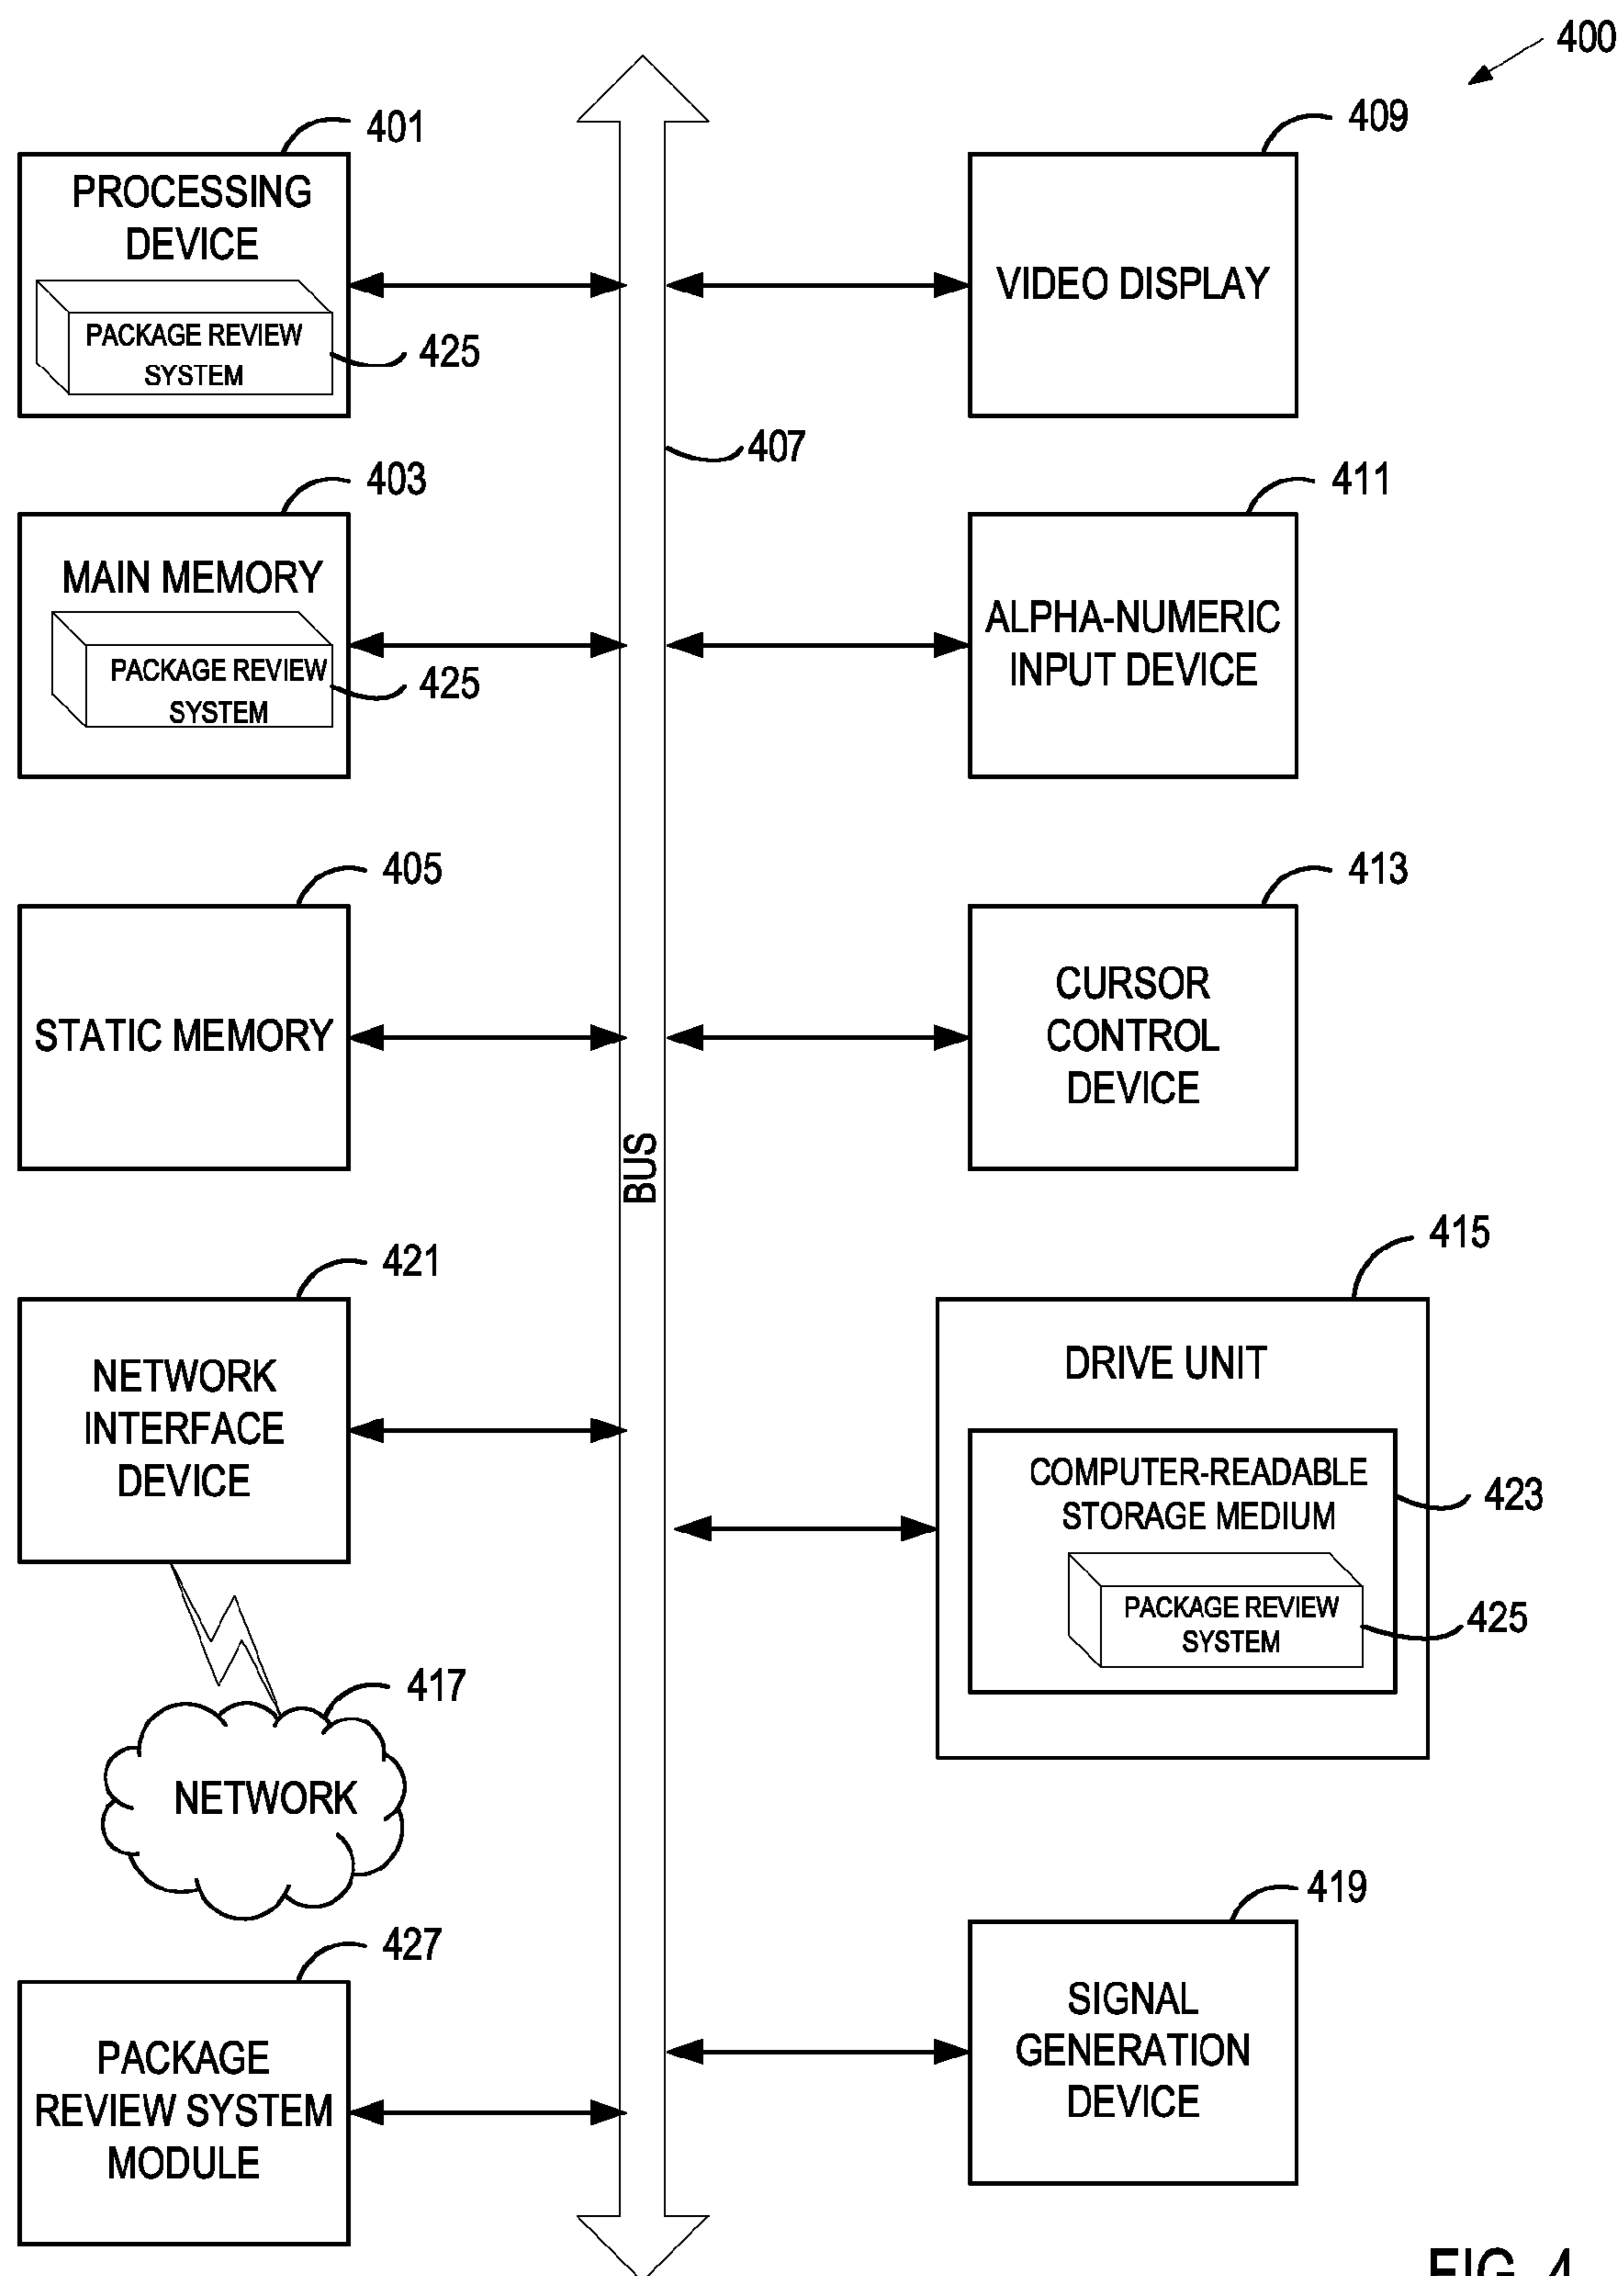 400
401
PROCESSING
DEVICE
PACKAGE REVIEW
SYSTEM
425
403
MAIN MEMORY
PACKAGE REVIEW
SYSTEM
425
405
STATIC MEMORY
421
NETWORK
INTERFACE
DEVICE
417
NETWORK
427
PACKAGE
REVIEW SYSTEM
MODULE
407
BUS
409
VIDEO DISPLAY
411
ALPHA-NUMERIC
INPUT DEVICE
413
CURSOR
CONTROL
DEVICE
415
DRIVE UNIT
COMPUTER-READABLE
STORAGE MEDIUM
423
PACKAGE REVIEW
SYSTEM
425
419
SIGNAL
GENERATION
DEVICE
FIG. 4